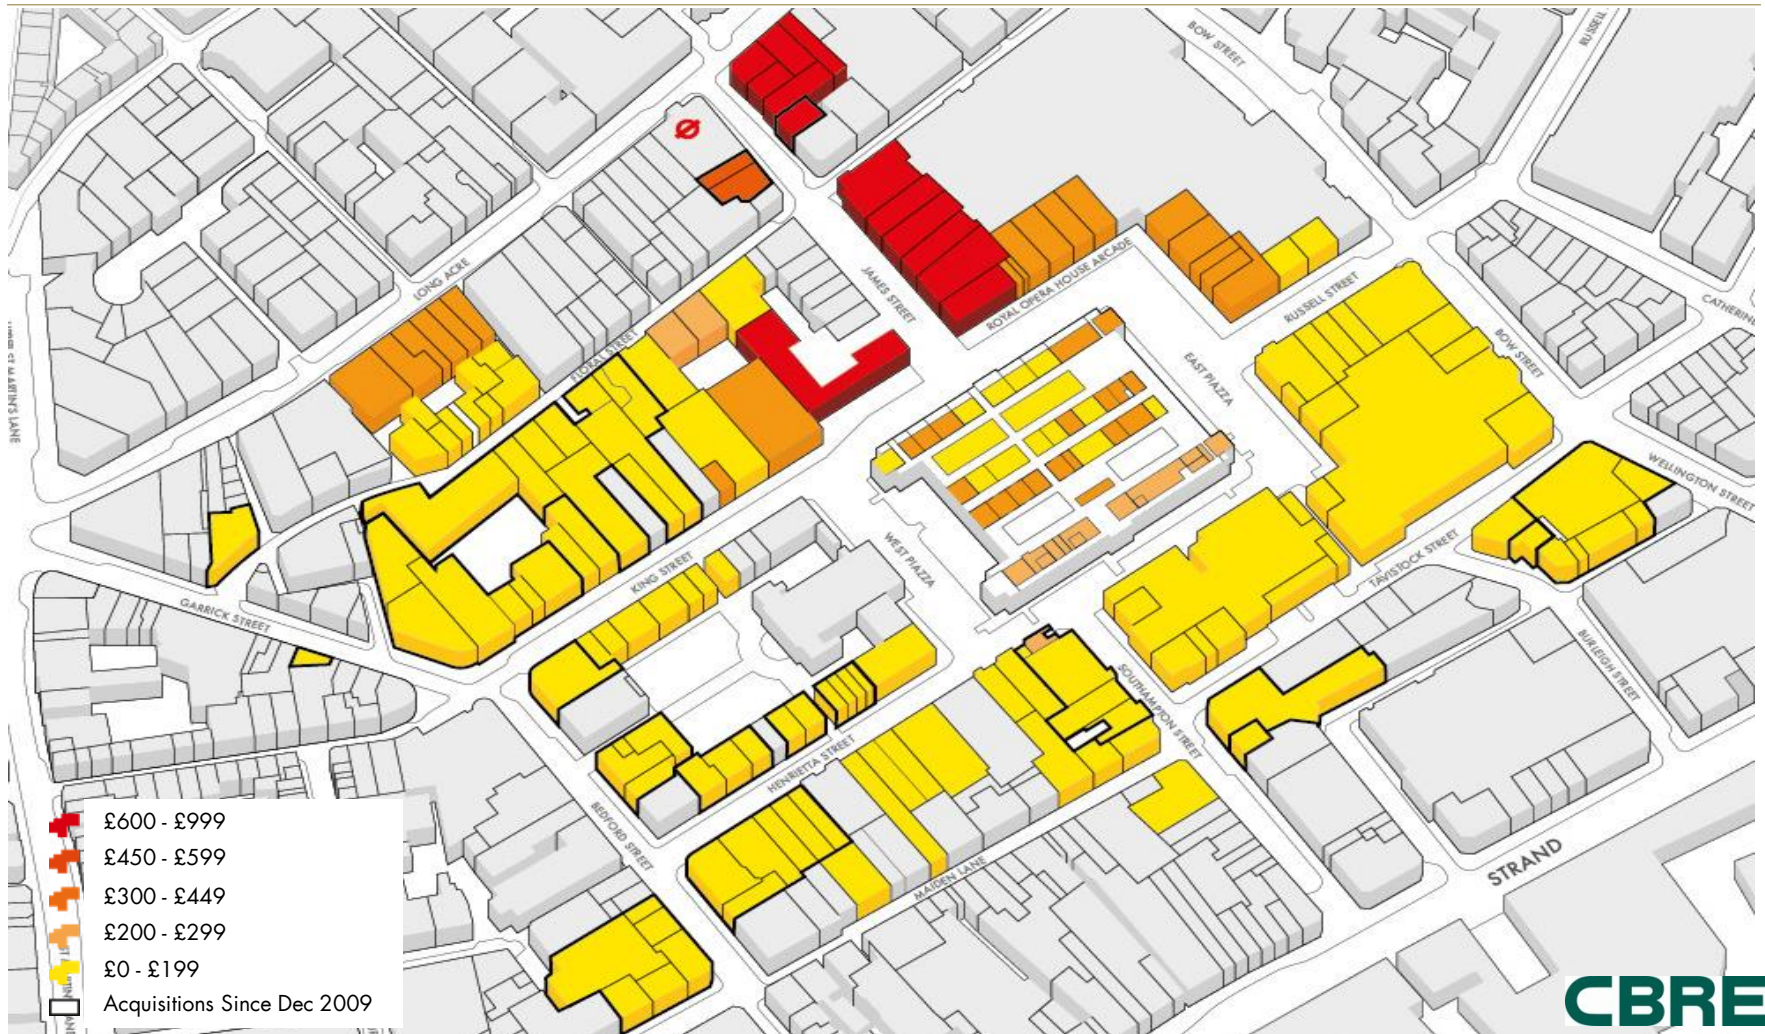 BOW STREET
RUSSELL
LONG ACRE
JAMES STREET
ROYAL OPERA HOUSE ARCADE
RUSSELL STREET
CATHERINE
FLORAL STREET
EAST PIAZZA
BOW STREET
ST MARTIN'S LANE
WELLINGTON STREET
KING STREET
WEST PIAZZA
TAVISTOCK STREET
GARRICK STREET
BURLEIGH STREET
SOUTHAMPTON STREET
HENRIETTA STREET
BEDFORD STREET
MAIDEN LANE
STRAND
£600 - £999
£450 - £599
£300 - £449
£200 - £299
£0 - £199
Acquisitions Since Dec 2009
CBRE